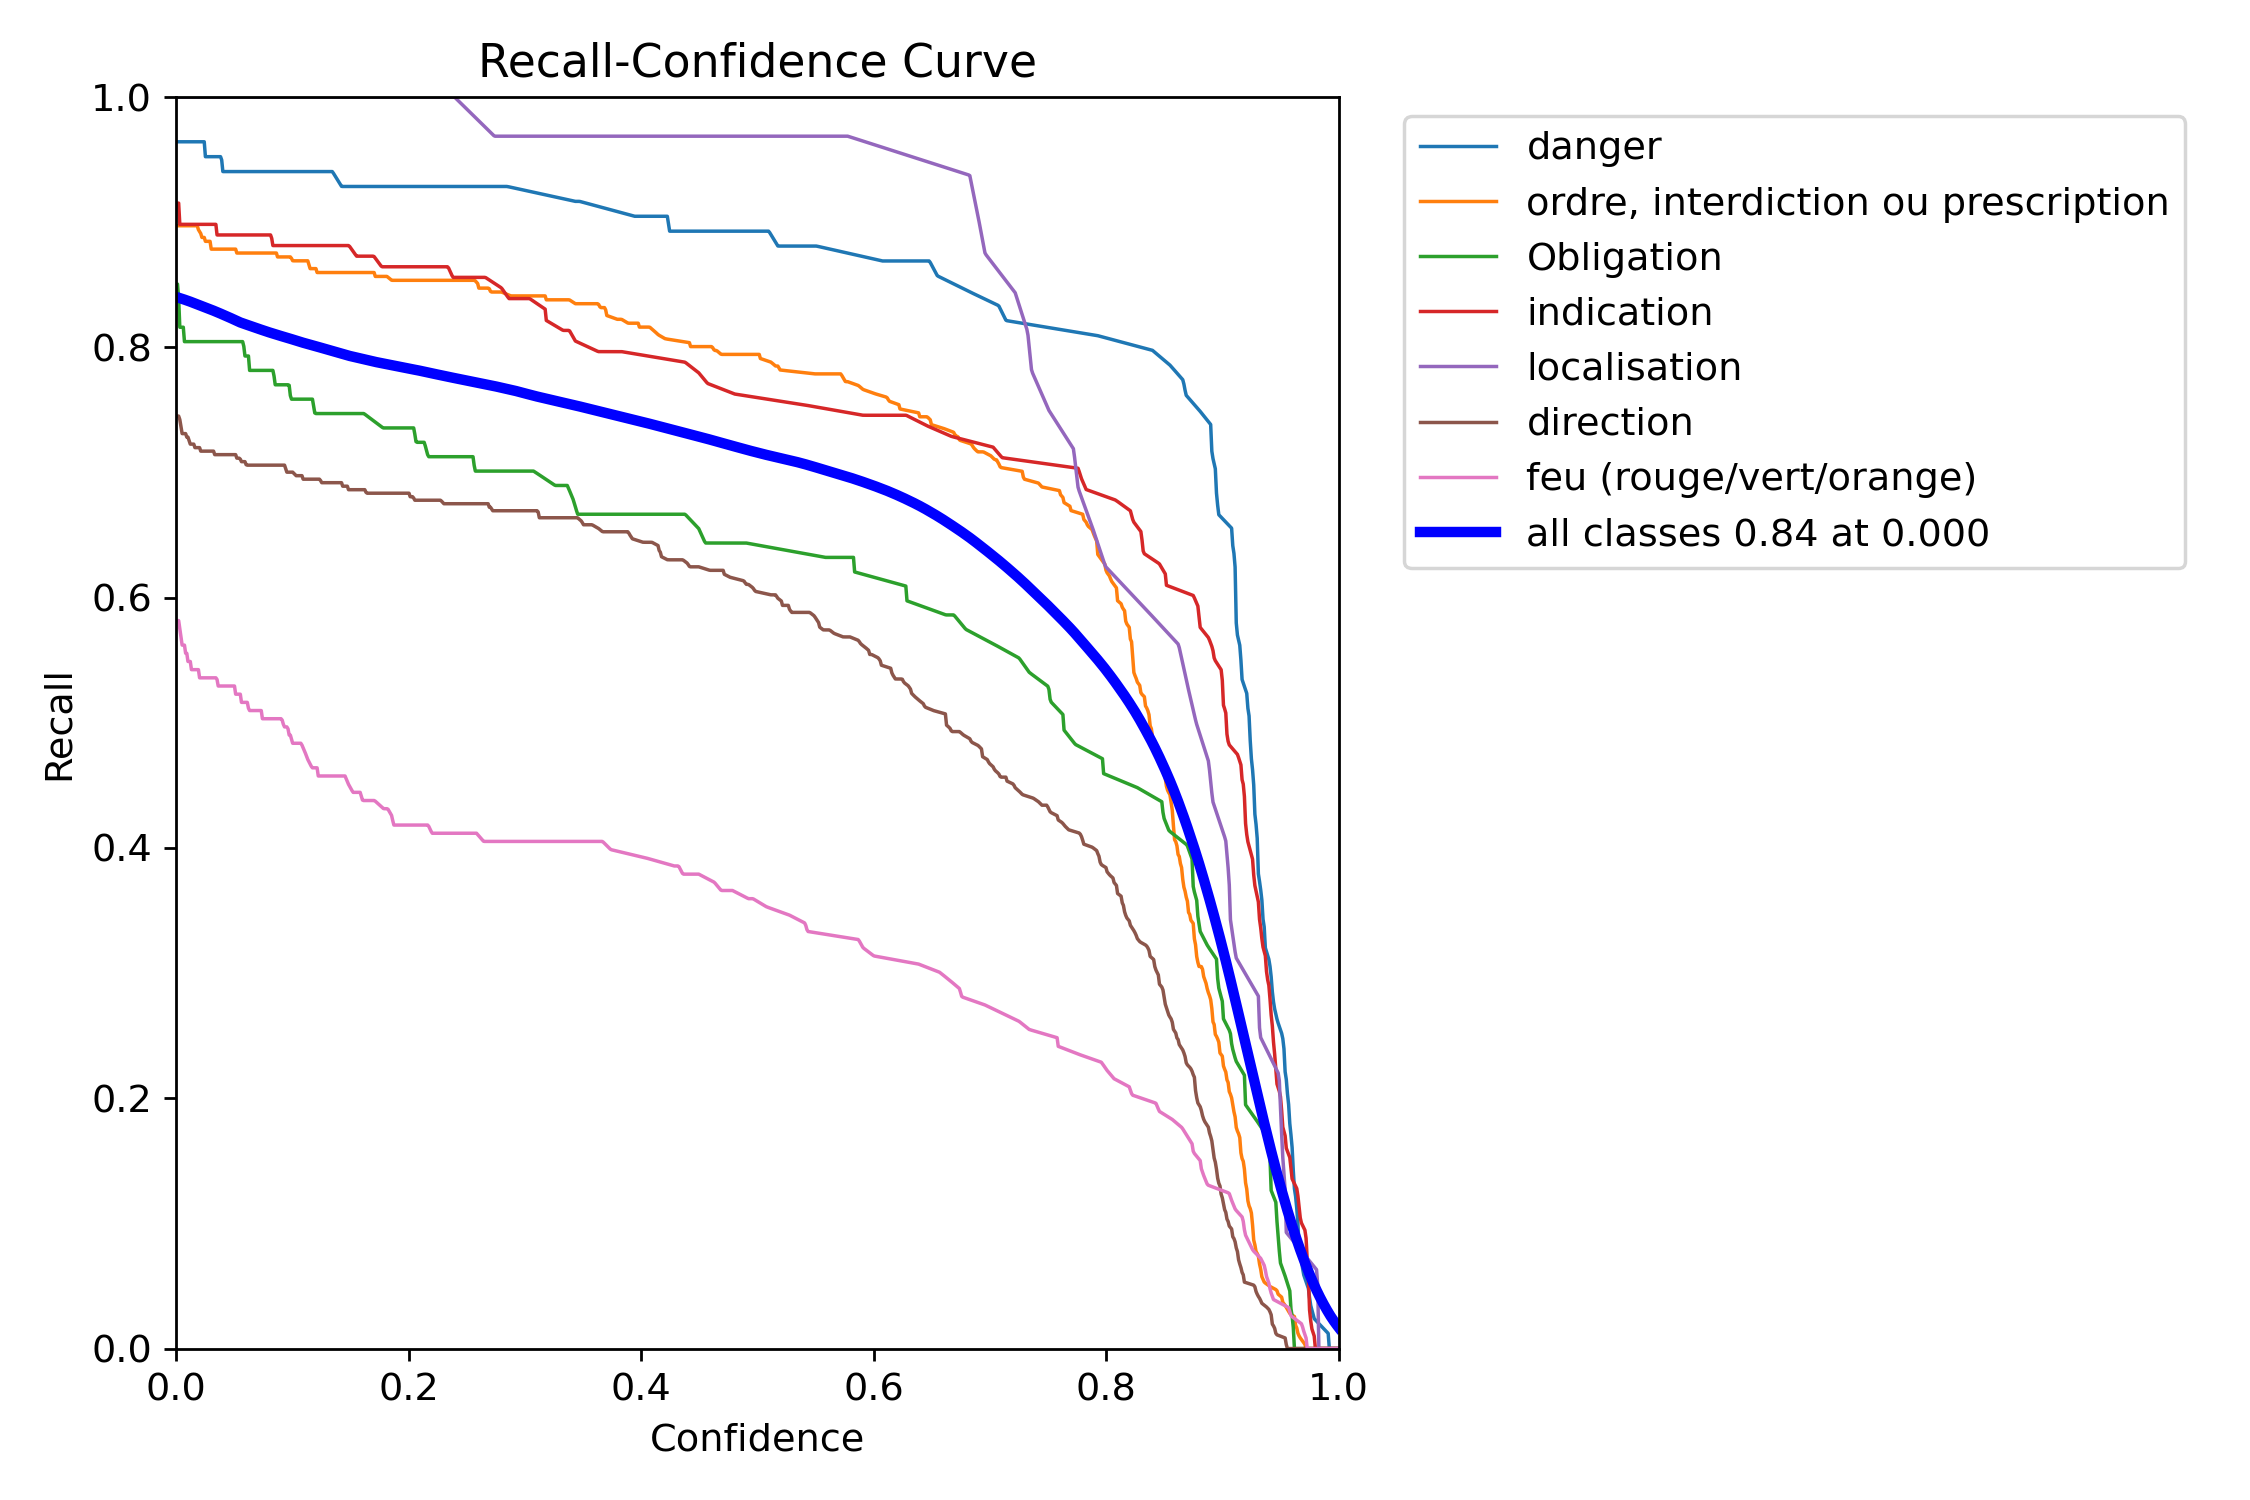 Recall-Confidence Curve
1.0
0.8
0.6
0.4
0.2
0.0
Recall
0.0 0.2 0.4 0.6 0.8 1.0
Confidence
danger
ordre, interdiction ou prescription
Obligation
indication
localisation
direction
feu (rouge/vert/orange)
all classes 0.84 at 0.000